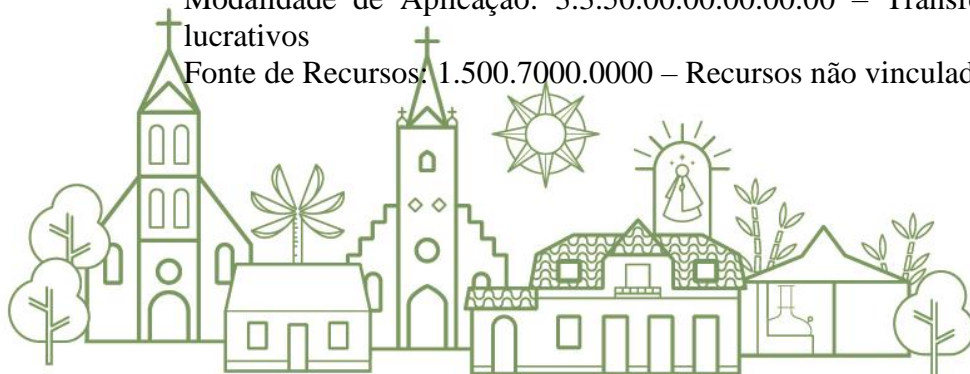 Modalidade de Aplicação: 3.3.50.00.00.00.00.00 –
lucrativos
Fonte de Recursos: 1.500.7000.0000 – Recursos não